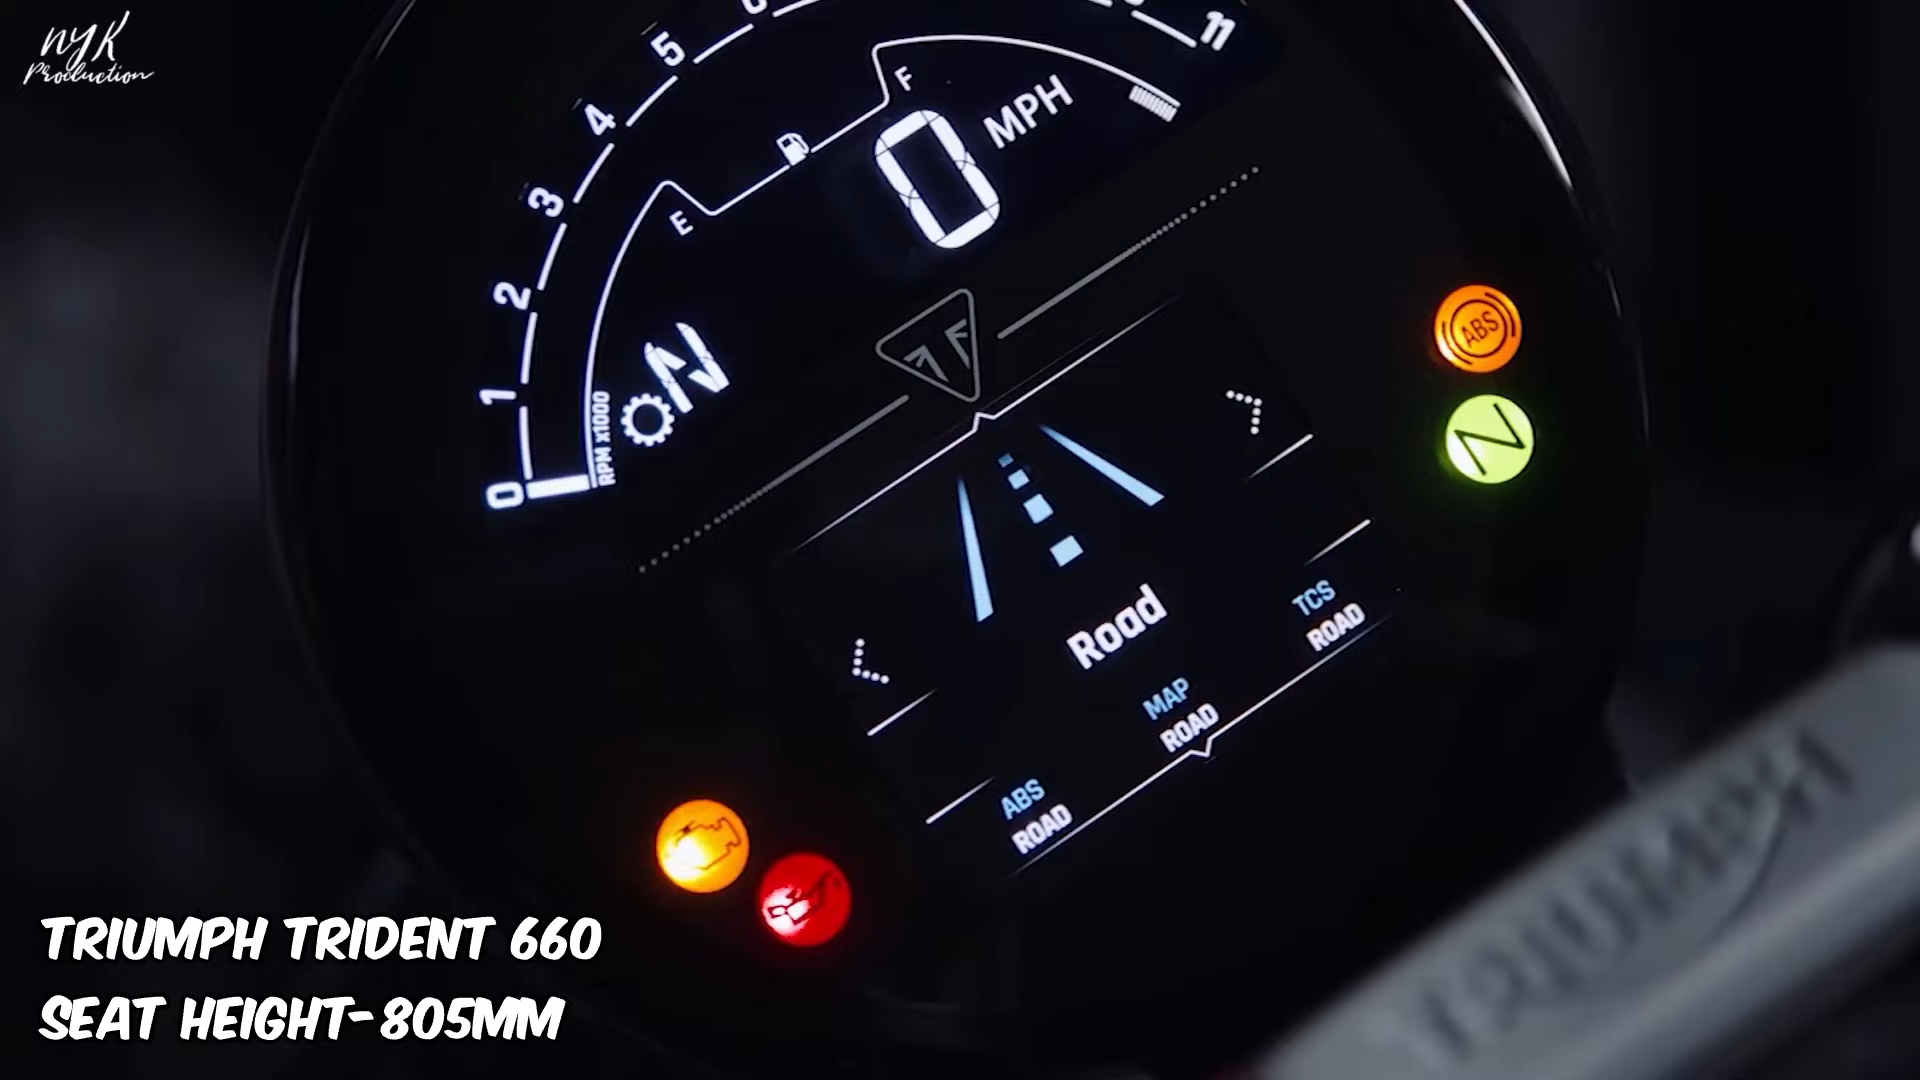 NYK
Production
5
11
4
F
MPH
0
3
E
2
N
1
RPM x1000
0
ABS
N
Road
TCS
ROAD
MAP
ROAD
ABS
ROAD
TRIUMPH
TRIUMPH TRIDENT 660
SEAT HEIGHT-805MM